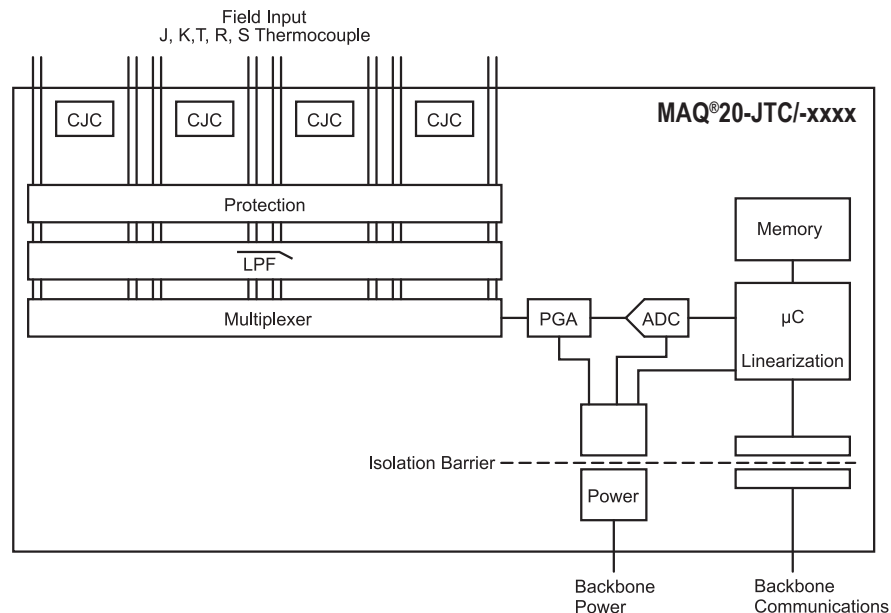 Field Input
J, K,T, R, S Thermocouple
MAQ®20-JTC/-xxxx
CJC
CJC
CJC
CJC
Protection
LPF
Multiplexer
PGA
ADC
Memory
µC
Linearization
Isolation Barrier
Power
Backbone
Power
Backbone
Communications